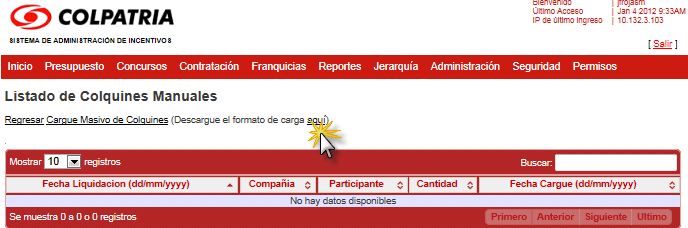 COLPATRIA
SISTEMA DE ADMINISTRACIÓN DE INCENTIVOS
Bienvenido jfrojasm
Último Acceso Jan 4 2012 9:33AM
IP de último ingreso 10.132.3.103
[ Salir ]
Inicio Presupuesto Concursos Contratación Franquicias Reportes Jerarquía Administración Seguridad Permisos
Listado de Colquines Manuales
Regresar Cargue Masivo de Colquines (Descargue el formato de carga aquí)
Mostrar 10 registros Buscar:
Fecha Liquidacion (dd/mm/yyyy) Compañia Participante Cantidad Fecha Cargue (dd/mm/yyyy)
No hay datos disponibles
Se muestra 0 a 0 o 0 registros Primero Anterior Siguiente Ultimo